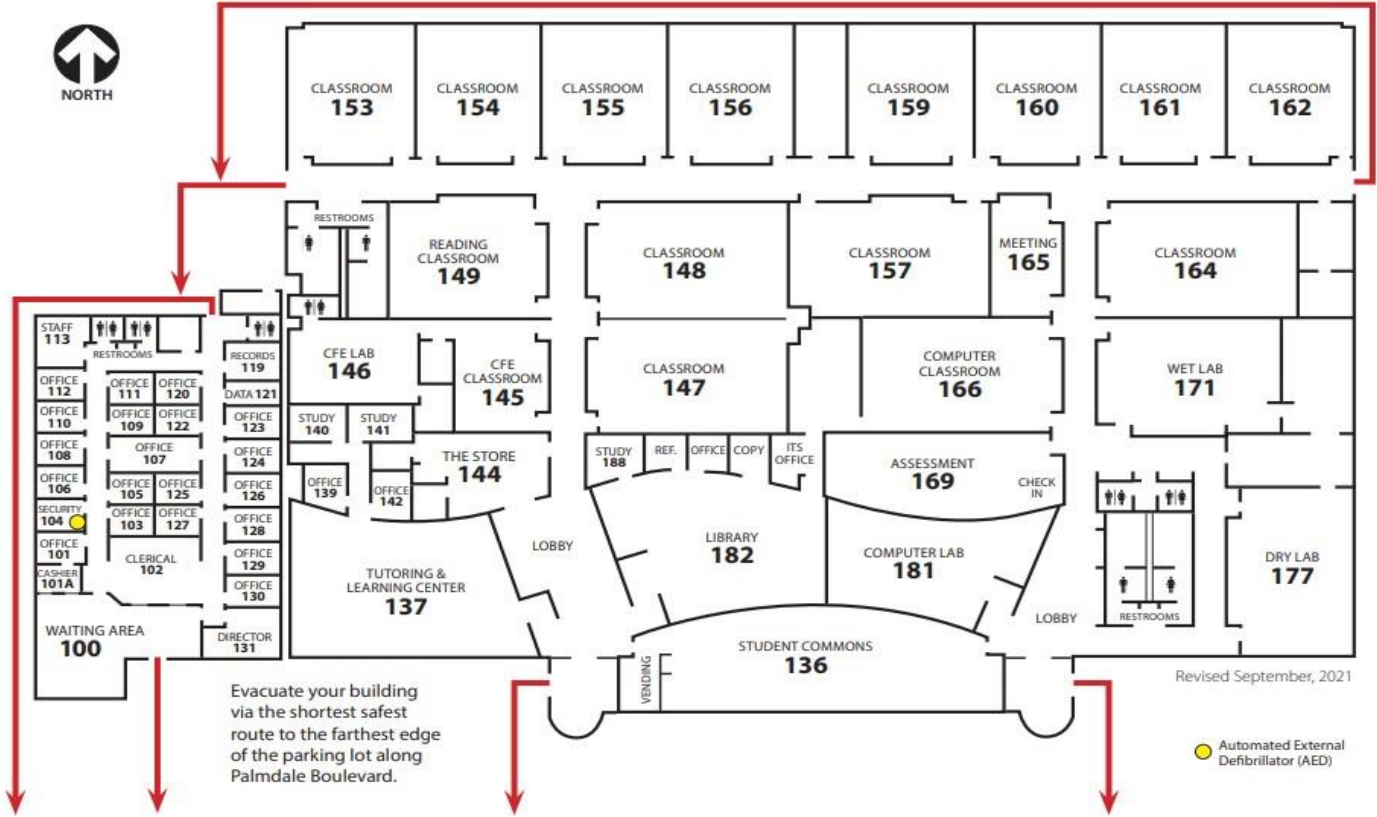 NORTH
CLASSROOM
153
CLASSROOM
154
CLASSROOM
155
CLASSROOM
156
CLASSROOM
159
CLASSROOM
160
CLASSROOM
161
CLASSROOM
162
RESTROOMS
READING
CLASSROOM
149
CLASSROOM
148
CLASSROOM
157
MEETING
165
CLASSROOM
164
STAFF
113
RESTROOMS
RECORDS
119
CFE LAB
146
CFE
CLASSROOM
145
CLASSROOM
147
COMPUTER
CLASSROOM
166
WET LAB
171
OFFICE
112
OFFICE
111
OFFICE
120
DATA 121
OFFICE
110
OFFICE
109
OFFICE
122
OFFICE
123
STUDY
140
STUDY
141
OFFICE
108
OFFICE
107
OFFICE
124
THE STORE
144
STUDY
188
REF.
OFFICE
COPY
ITS
OFFICE
ASSESSMENT
169
CHECK
IN
OFFICE
106
OFFICE
105
OFFICE
125
OFFICE
126
OFFICE
139
OFFICE
142
SECURITY
104
OFFICE
103
OFFICE
127
OFFICE
128
OFFICE
101
CLERICAL
102
OFFICE
129
LOBBY
LIBRARY
182
COMPUTER LAB
181
DRY LAB
177
CASHIER
101A
OFFICE
130
TUTORING &
LEARNING CENTER
137
LOBBY
RESTROOMS
WAITING AREA
100
DIRECTOR
131
STUDENT COMMONS
136
VENDING
Revised September, 2021
Evacuate your building
via the shortest safest
route to the farthest edge
of the parking lot along
Palmdale Boulevard.
Automated External
Defibrillator (AED)